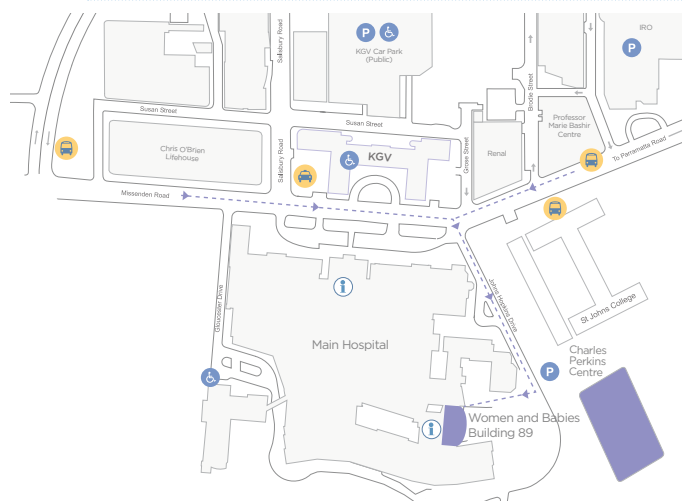 IRO
P
P
KGV Car Park
(Public)
Salisbury Road
Brodie Street
Susan Street
Susan Street
Professor
Marie Bashir
Centre
Chris O'Brien
Lifehouse
Salisbury Road
KGV
Grose Street
Renal
To Parramatta Road
Missenden Road
Gloucester Drive
i
Johns Hopkins Drive
St Johns College
Main Hospital
P
Charles
Perkins
Centre
i
Women and Babies
Building 89